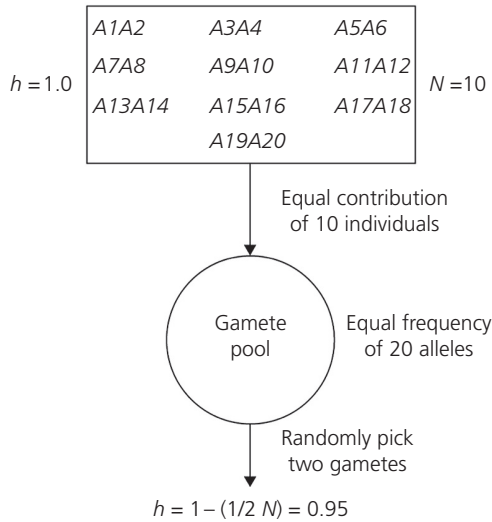 A1A2 A3A4 A5A6
A7A8 A9A10 A11A12
h = 1.0 N = 10
A13A14 A15A16 A17A18
A19A20
Equal contribution
of 10 individuals
Gamete
pool
Equal frequency
of 20 alleles
Randomly pick
two gametes
h = 1 – (1/2 N) = 0.95